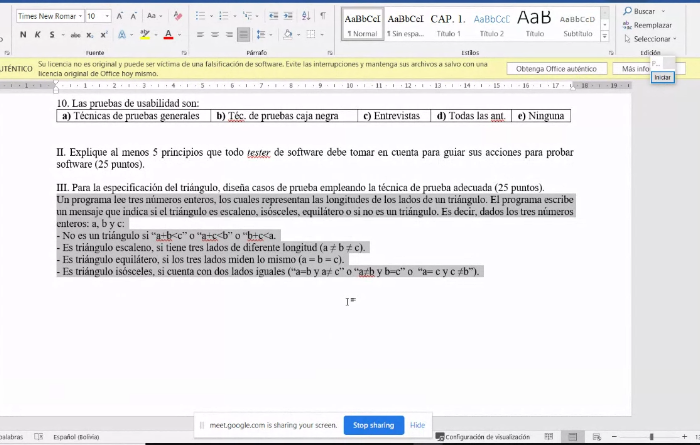 Times New Romar
10
Aa
Buscar
Reemplazar
Seleccionar
AaBbCcI AaBbCcI CAP. 1. AaBbCcI AaB AaBbCcD
¶ Normal ¶ Sin espa... Título 1 Título 2 Título Subtítulo
N K S abc x₂ x² A
Fuente Párrafo Estilos Edición
UTÉNTICO Su licencia no es original y puede ser víctima de una falsificación de software. Evite las interrupciones y mantenga sus archivos a salvo con una
licencia original de Office hoy mismo.
Obtenga Office auténtico
Más info
P...
Iniciar
10. Las pruebas de usabilidad son:
a) Técnicas de pruebas generales b) Téc. de pruebas caja negra c) Entrevistas d) Todas las ant. e) Ninguna
II. Explique al menos 5 principios que todo tester de software debe tomar en cuenta para guiar sus acciones para probar
software (25 puntos).
III. Para la especificación del triángulo, diseña casos de prueba empleando la técnica de prueba adecuada (25 puntos).
Un programa lee tres números enteros, los cuales representan las longitudes de los lados de un triángulo. El programa escribe
un mensaje que indica si el triángulo es escaleno, isósceles, equilátero o si no es un triángulo. Es decir, dados los tres números
enteros: a, b y c:
- No es un triángulo si “a+b<c” o “a+c<b” o “b+c<a.
- Es triángulo escaleno, si tiene tres lados de diferente longitud (a ≠ b ≠ c).
- Es triángulo equilátero, si los tres lados miden lo mismo (a = b = c).
- Es triángulo isósceles, si cuenta con dos lados iguales (“a=b y a≠ c” o “a≠b y b=c” o “a= c y c ≠b”).
meet.google.com is sharing your screen. Stop sharing Hide
palabras Español (Bolivia) Configuración de visualización